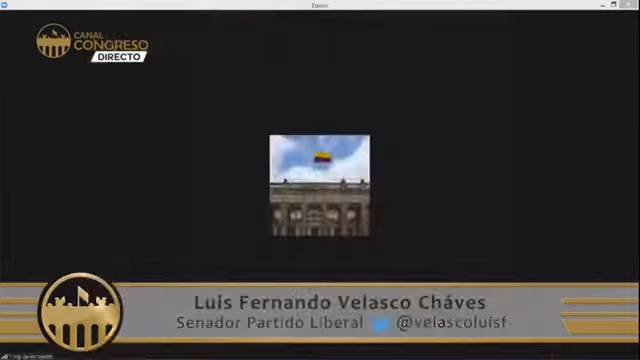 Zoom
CANAL
CONGRESO
DIRECTO
Luis Fernando Velasco Cháves
Senador Partido Liberal @velascoluisf